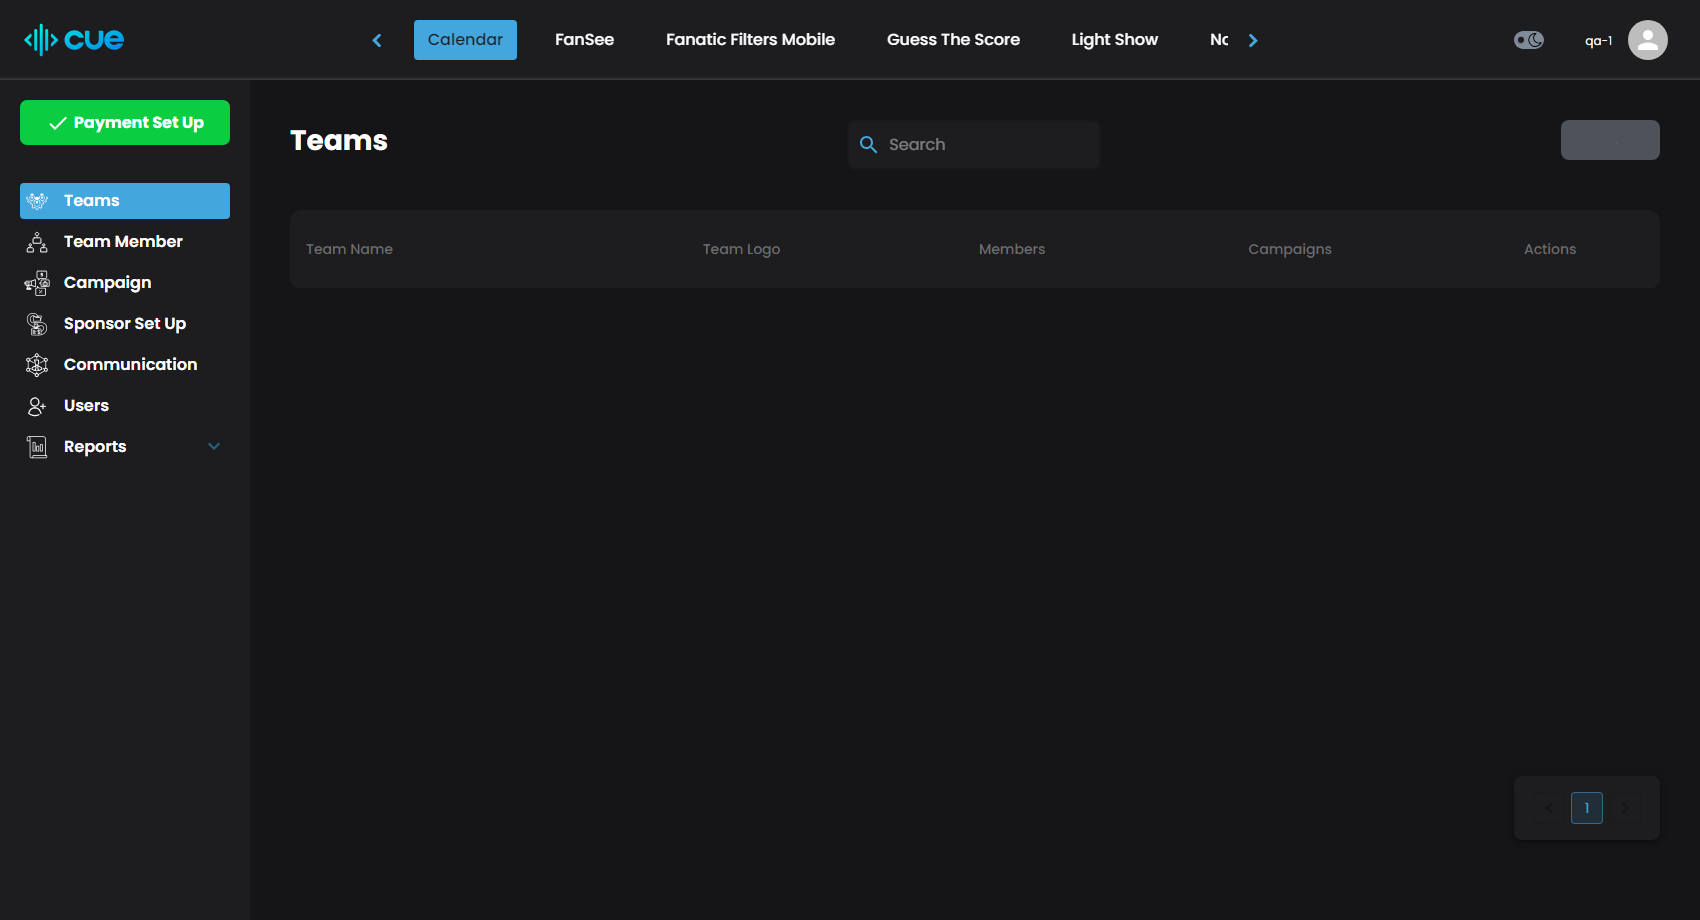 cue
Calendar
FanSee
Fanatic Filters Mobile
Guess The Score
Light Show
qa-1
Payment Set Up
Teams
Team Member
Campaign
Sponsor Set Up
Communication
Users
Reports
Teams
Search
Team Name
Team Logo
Members
Campaigns
Actions
1